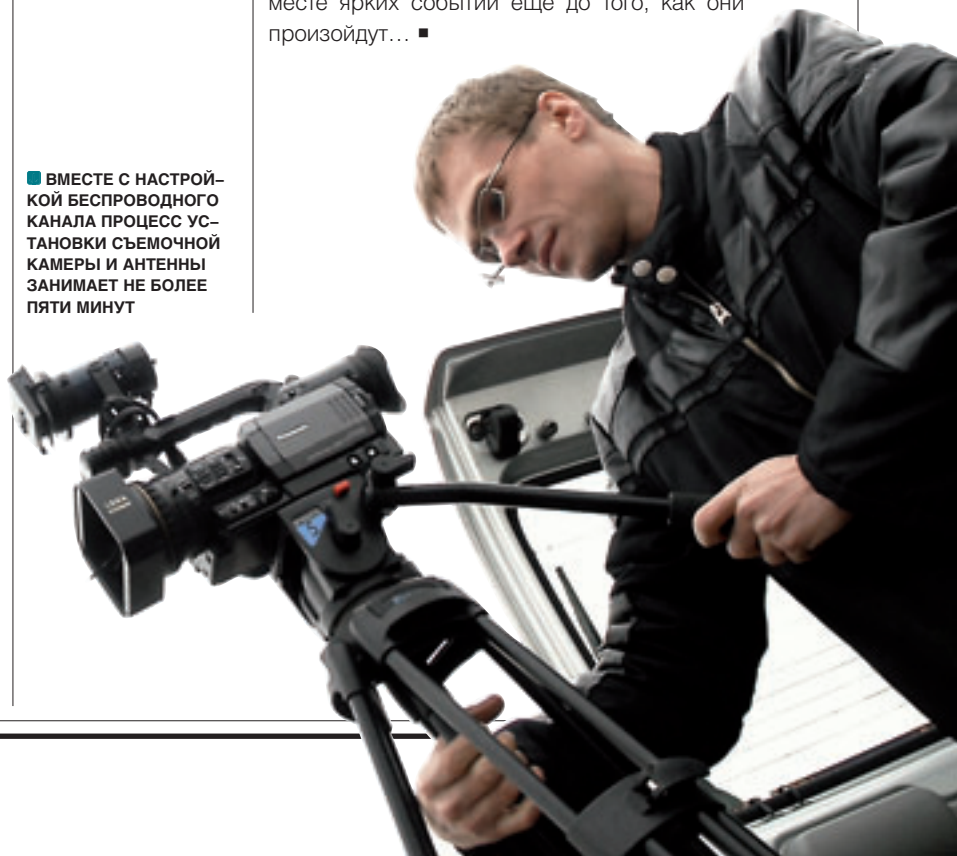 месте ярких событий еще до того, как они
произойдут… ■
ВМЕСТЕ С НАСТРОЙ–
КОЙ БЕСПРОВОДНОГО
КАНАЛА ПРОЦЕСС УС–
ТАНОВКИ СЪЕМОЧНОЙ
КАМЕРЫ И АНТЕННЫ
ЗАНИМАЕТ НЕ БОЛЕЕ
ПЯТИ МИНУТ
5